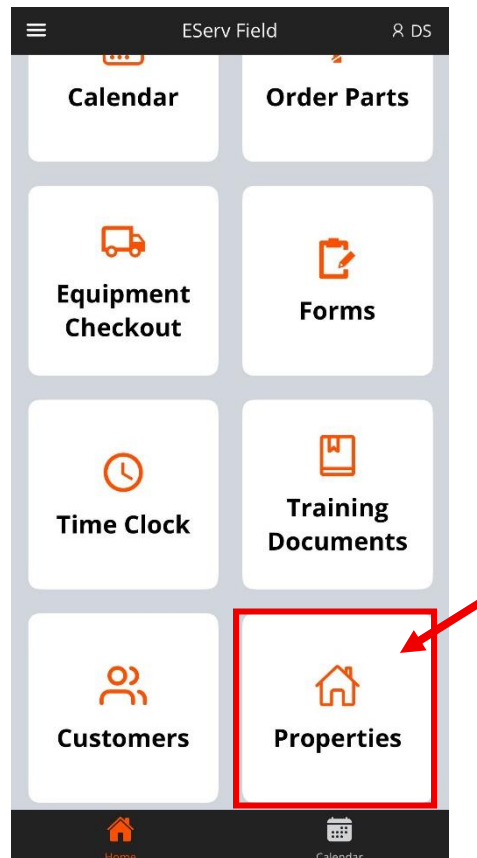 EServ Field
DS
Calendar
Order Parts
Equipment
Checkout
Forms
Time Clock
Training
Documents
Customers
Properties
Home
Calendar